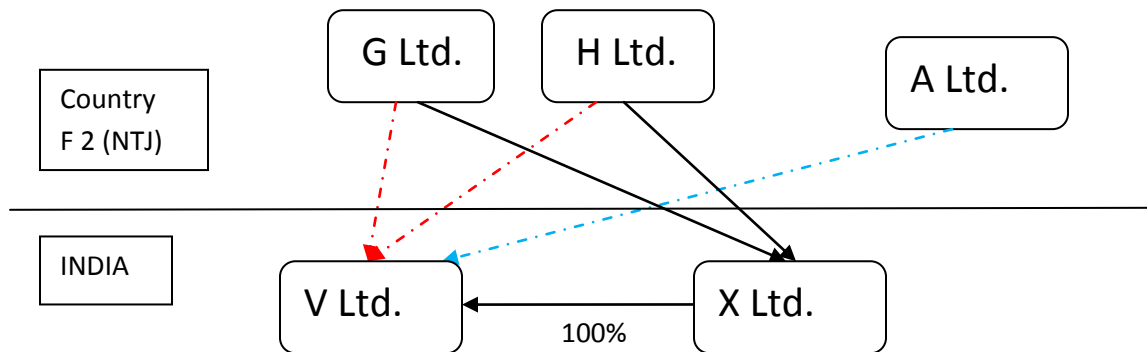 G Ltd.
H Ltd.
A Ltd.
Country
F 2 (NTJ)
INDIA
V Ltd.
X Ltd.
100%